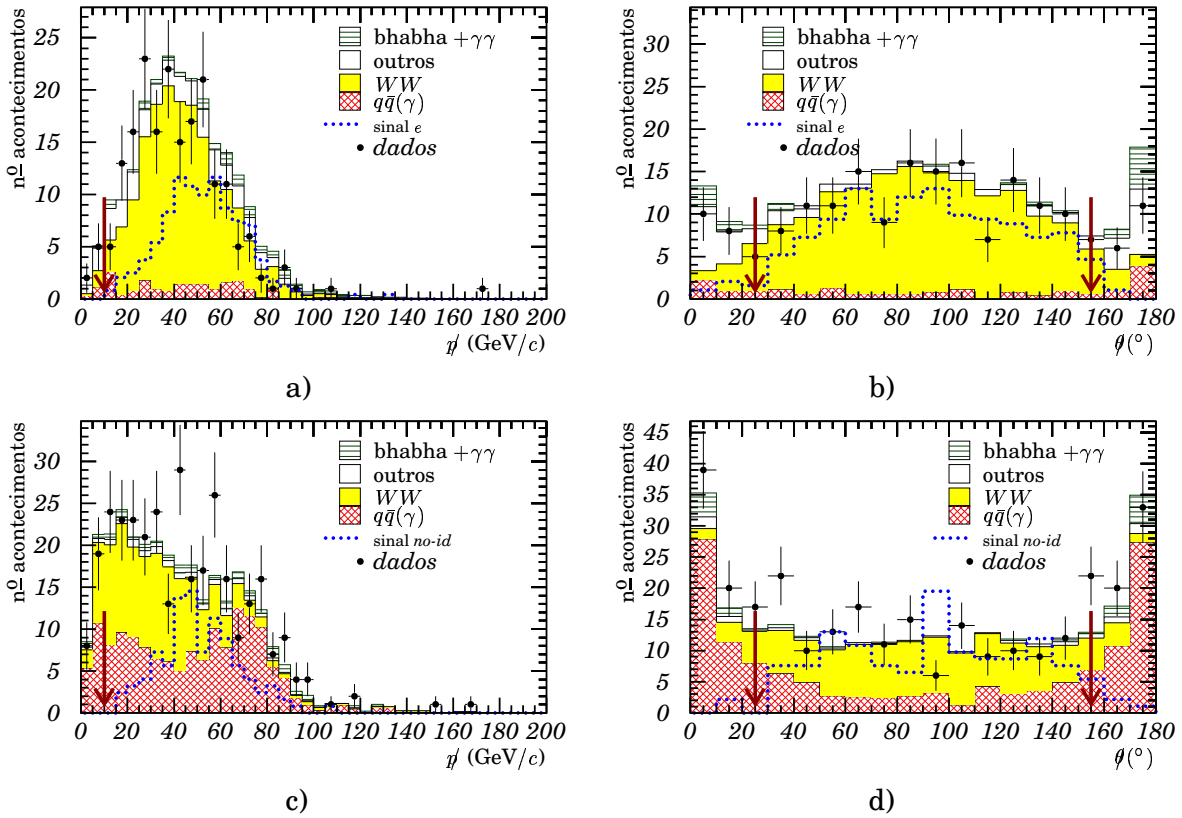 nº acontecimentos
25
20
15
10
5
0
bhabha +γγ
outros
WW
qq̄(γ)
sinal e
dados
0 20 40 60 80 100 120 140 160 180 200
p̸ (GeV/c)
a)
nº acontecimentos
30
25
20
15
10
5
0
bhabha +γγ
outros
WW
qq̄(γ)
sinal e
dados
0 20 40 60 80 100 120 140 160 180
θ̸(°)
b)
nº acontecimentos
30
25
20
15
10
5
0
bhabha +γγ
outros
WW
qq̄(γ)
sinal no-id
dados
0 20 40 60 80 100 120 140 160 180 200
p̸ (GeV/c)
c)
nº acontecimentos
45
40
35
30
25
20
15
10
5
0
bhabha +γγ
outros
WW
qq̄(γ)
sinal no-id
dados
0 20 40 60 80 100 120 140 160 180
θ̸(°)
d)